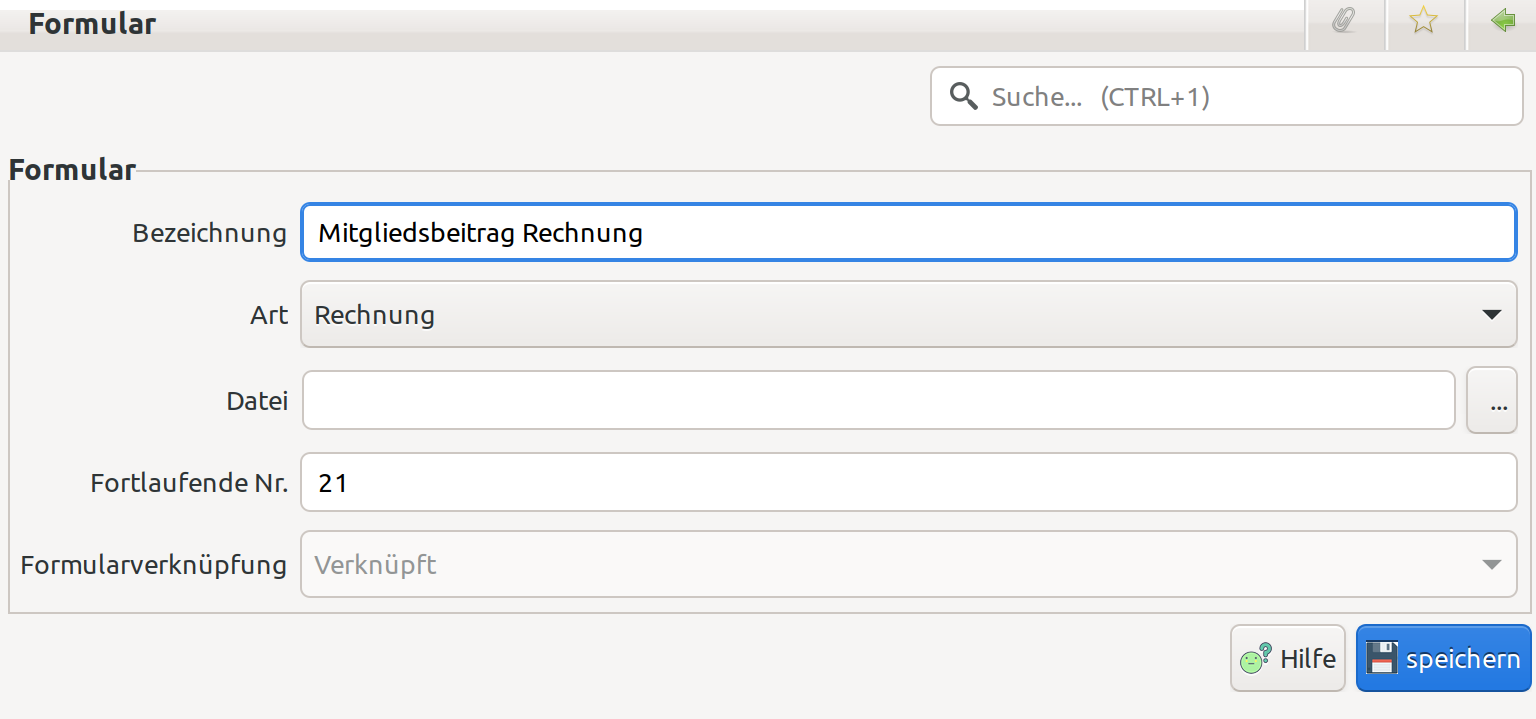 Formular
Suche... (CTRL+1)
Formular
Bezeichnung Mitgliedsbeitrag Rechnung
Art Rechnung
Datei ...
Fortlaufende Nr. 21
Formularverknüpfung Verknüpft
Hilfe speichern